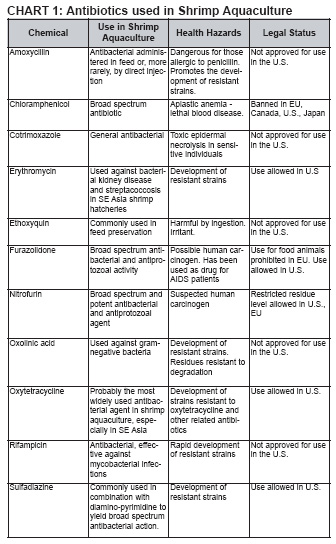 CHART 1: Antibiotics used in Shrimp Aquaculture
Chemical
Use in Shrimp
Aquaculture
Health Hazards
Legal Status
Amoxycillin
Antibacterial adminis-
tered in feed or, more
rarely, by direct injec-
tion
Dangerous for those
allergic to penicillin.
Promotes the devel-
opment of resistant
strains.
Not approved for use
in the U.S.
Chloramphenicol
Broad spectrum
antibiotic
Aplastic anemia -
lethal blood disease.
Banned in EU,
Canada, U.S., Japan
Cotrimoxazole
General antibacterial
Toxic epidermal
necrolysis in sensi-
tive individuals
Not approved for use
in the U.S.
Erythromycin
Used against bacteri-
al kidney disease
and streptacoccosis
in SE Asia shrimp
hatcheries
Development of
resistant strains
Use allowed in U.S
Ethoxyquin
Commonly used in
feed preservation
Harmful by ingestion.
Irritant.
Not approved for use
in the U.S.
Furazolidone
Broad spectrum anti-
bacterial and antipro-
tozoal activity
Possible human car-
cinogen. Has been
used as drug for
AIDS patients
Use for food animals
prohibited in EU. Use
allowed in U.S.
Nitrofurin
Broad spectrum and
potent antibacterial
and antiprotozoal
agent
Suspected human
carcinogen
Restricted residue
level allowed in U.S.,
EU
Oxolinic acid
Used against gram-
negative bacteria
Development of
resistant strains.
Residues resistant to
degradation
Not approved for use
in the U.S.
Oxytetracycline
Probably the most
widely used antibac-
terial agent in shrimp
aquaculture, espe-
cially in SE Asia
Development of
strains resistant to
oxytetracycline and
other related antibi-
otics
Use allowed in U.S.
Rifampicin
Antibacterial, effec-
tive against
mycobacterial infec-
tions
Rapid development
of resistant strains
Not approved for use
in U.S.
Sulfadiazine
Commonly used in
combination with
diamino-pyrimidine to
yield broad spectrum
antibacterial action.
Development of
resistant strains
Use allowed in U.S.